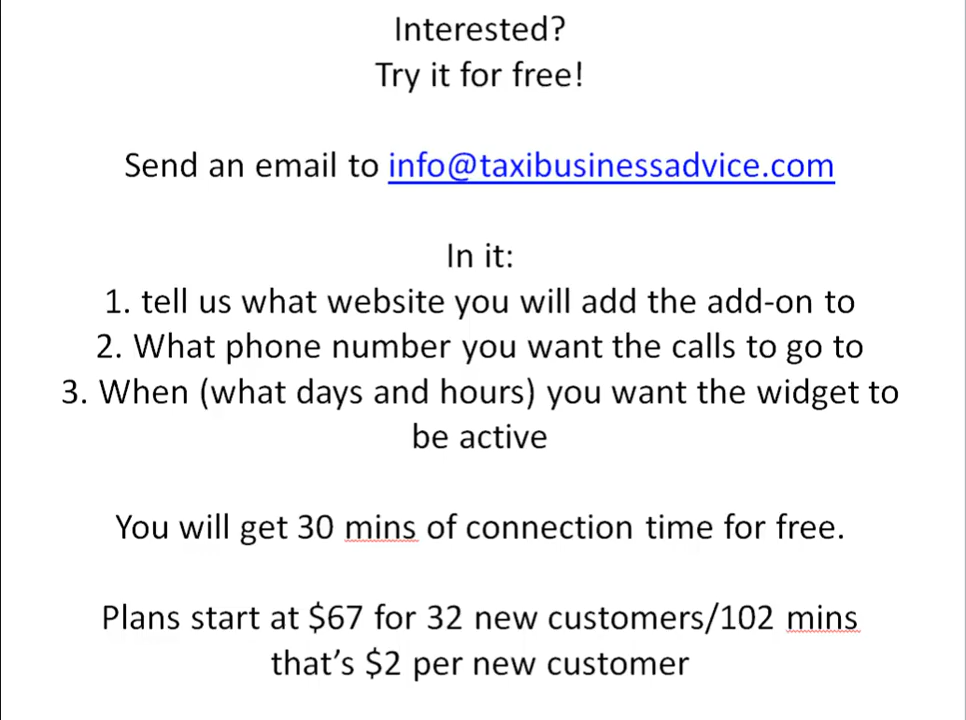 Interested?
Try it for free!
Send an email to info@taxibusinessadvice.com
In it:
1. tell us what website you will add the add-on to
2. What phone number you want the calls to go to
3. When (what days and hours) you want the widget to
be active
You will get 30 mins of connection time for free.
Plans start at $67 for 32 new customers/102 mins
that’s $2 per new customer